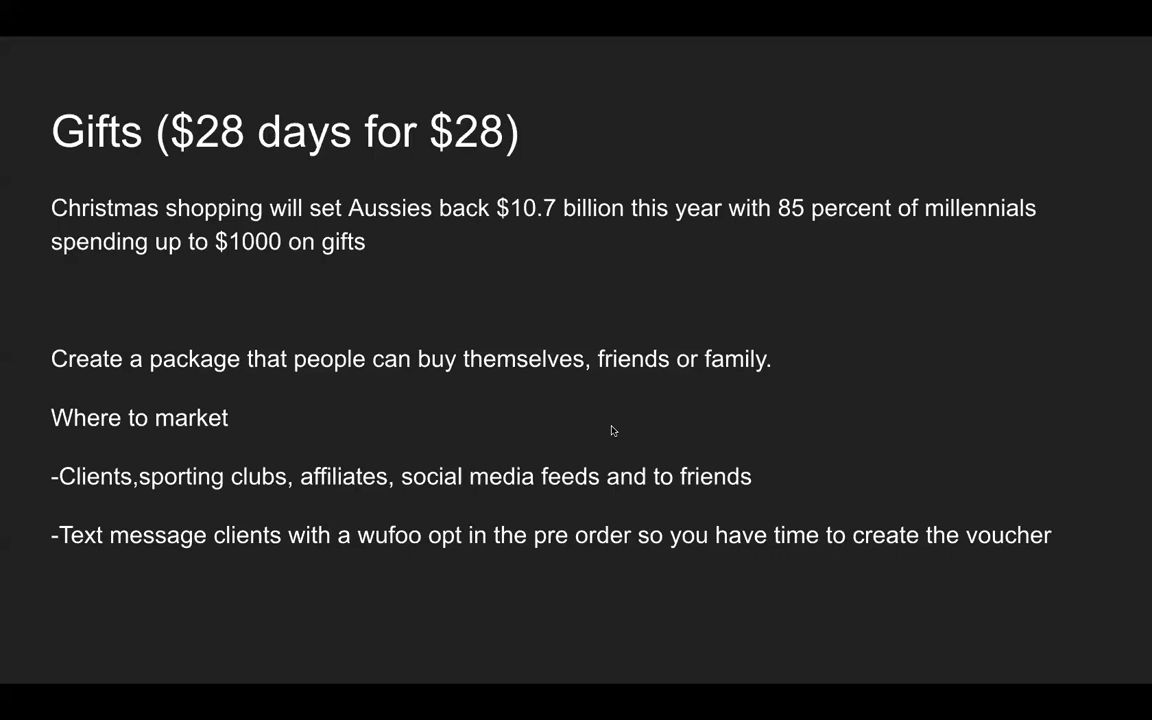 Gifts ($28 days for $28)
Christmas shopping will set Aussies back $10.7 billion this year with 85 percent of millennials
spending up to $1000 on gifts
Create a package that people can buy themselves, friends or family.
Where to market
-Clients,sporting clubs, affiliates, social media feeds and to friends
-Text message clients with a wufoo opt in the pre order so you have time to create the voucher